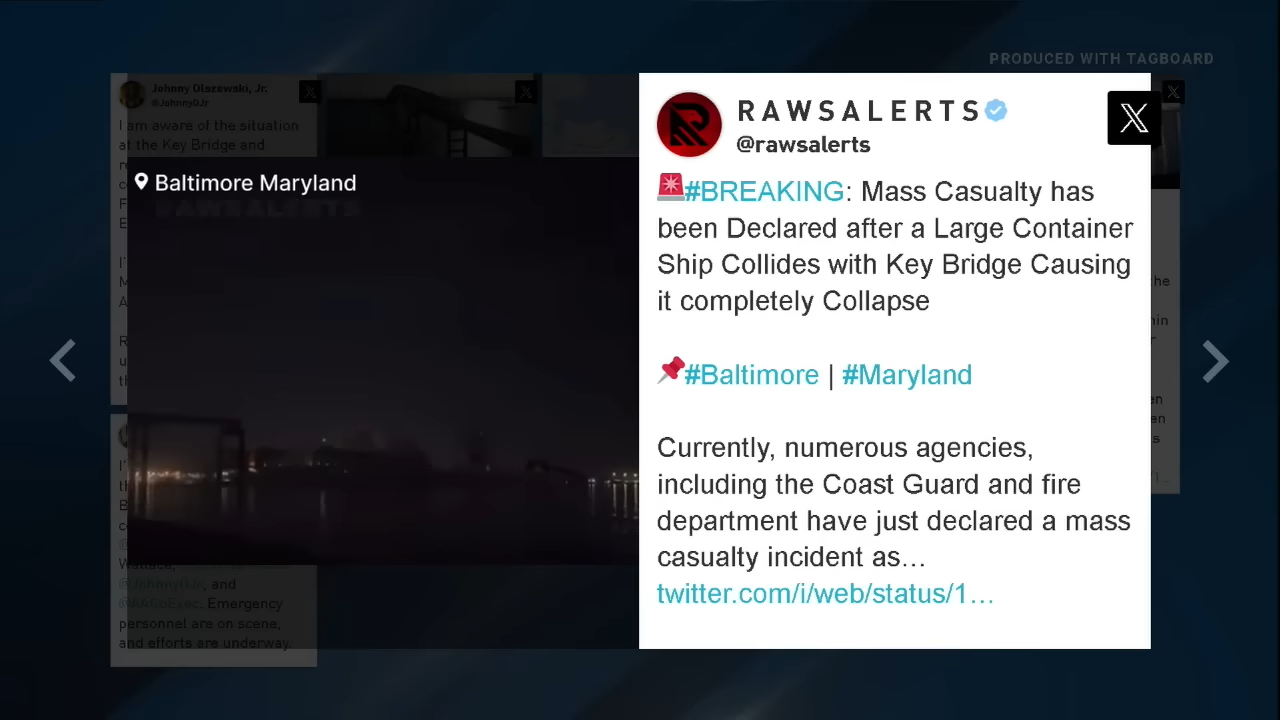 PRODUCED WITH TAGBOARD
Johnny Olszewski, Jr.
@JohnnyOJr
I am aware of the situation
at the Key Bridge and
Baltimore Maryland
RAWSALERTS
and
Emergency
personnel are on scene,
and efforts are underway.
RAWSALERTS
@rawsalerts
#BREAKING: Mass Casualty has
been Declared after a Large Container
Ship Collides with Key Bridge Causing
it completely Collapse
#Baltimore | #Maryland
Currently, numerous agencies,
including the Coast Guard and fire
department have just declared a mass
casualty incident as...
twitter.com/i/web/status/1...